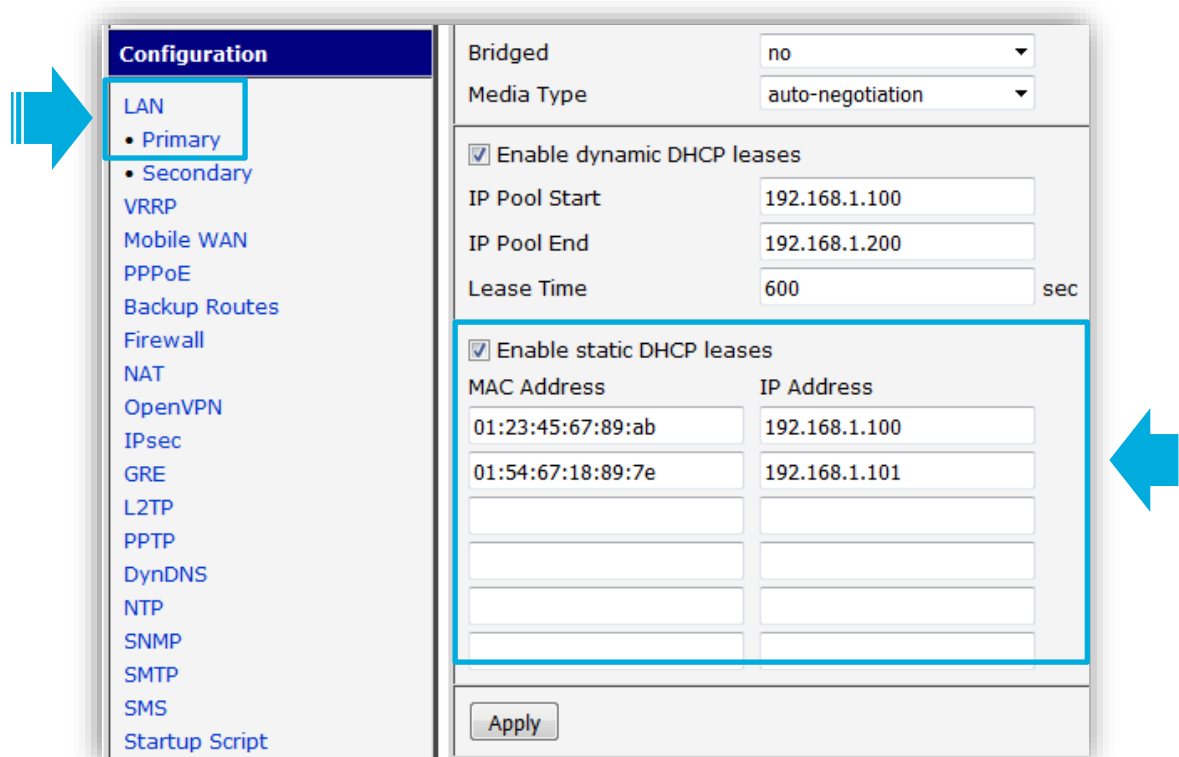 Configuration
LAN
• Primary
• Secondary
VRRP
Mobile WAN
PPPoE
Backup Routes
Firewall
NAT
OpenVPN
IPsec
GRE
L2TP
PPTP
DynDNS
NTP
SNMP
SMTP
SMS
Startup Script
Bridged no
Media Type auto-negotiation
Enable dynamic DHCP leases
IP Pool Start 192.168.1.100
IP Pool End 192.168.1.200
Lease Time 600 sec
Enable static DHCP leases
MAC Address IP Address
01:23:45:67:89:ab 192.168.1.100
01:54:67:18:89:7e 192.168.1.101
Apply